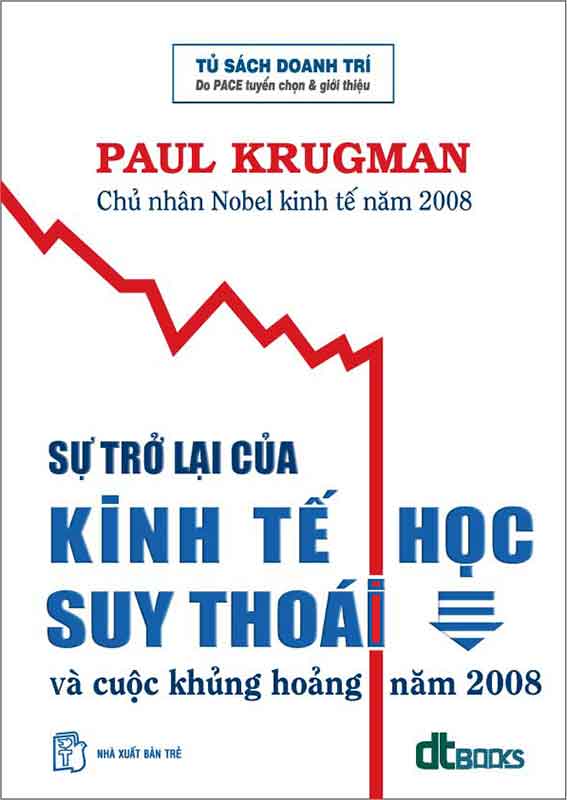 TỦ SÁCH DOANH TRÍ
Do PACE tuyển chọn & giới thiệu
PAUL KRUGMAN
Chủ nhân Nobel kinh tế năm 2008
SỰ TRỞ LẠI CỦA
KINH TẾ HỌC
SUY THOÁI
và cuộc khủng hoảng năm 2008
NHÀ XUẤT BẢN TRẺ
dtBOOKS